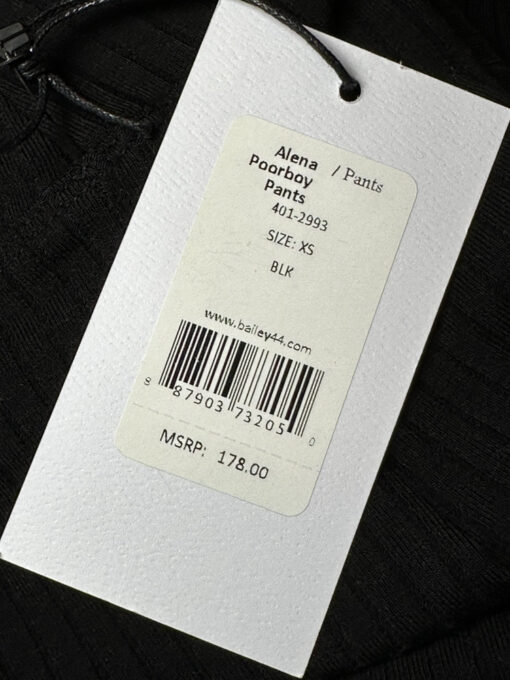 Alena / Pants
Poorboy
Pants
401-2993
SIZE: XS
BLK
www.bailey44.com
8 87903 73205 0
MSRP: 178.00